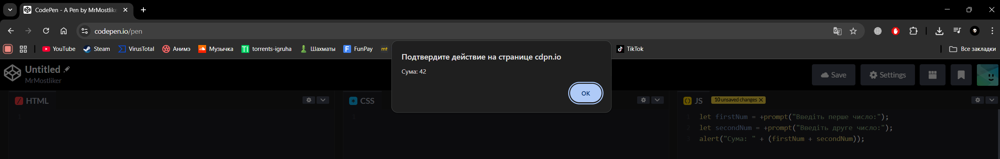 CodePen - A Pen by MrMostlike
codepen.io/pen
YouTube Steam VirusTotal Анимэ Музычка torrents-igruha Шахматы FunPay mt TikTok Все закладки
Подтвердите действие на странице cdpn.io
Сума: 42
OK
Untitled
MrMostliker
Save Settings
HTML
1
CSS
1
JS 10 unsaved changes
1 let firstNum = +prompt("Введіть перше число:");
2 let secondNum = +prompt("Введіть друге число:");
3 alert("Сума: " + (firstNum + secondNum));